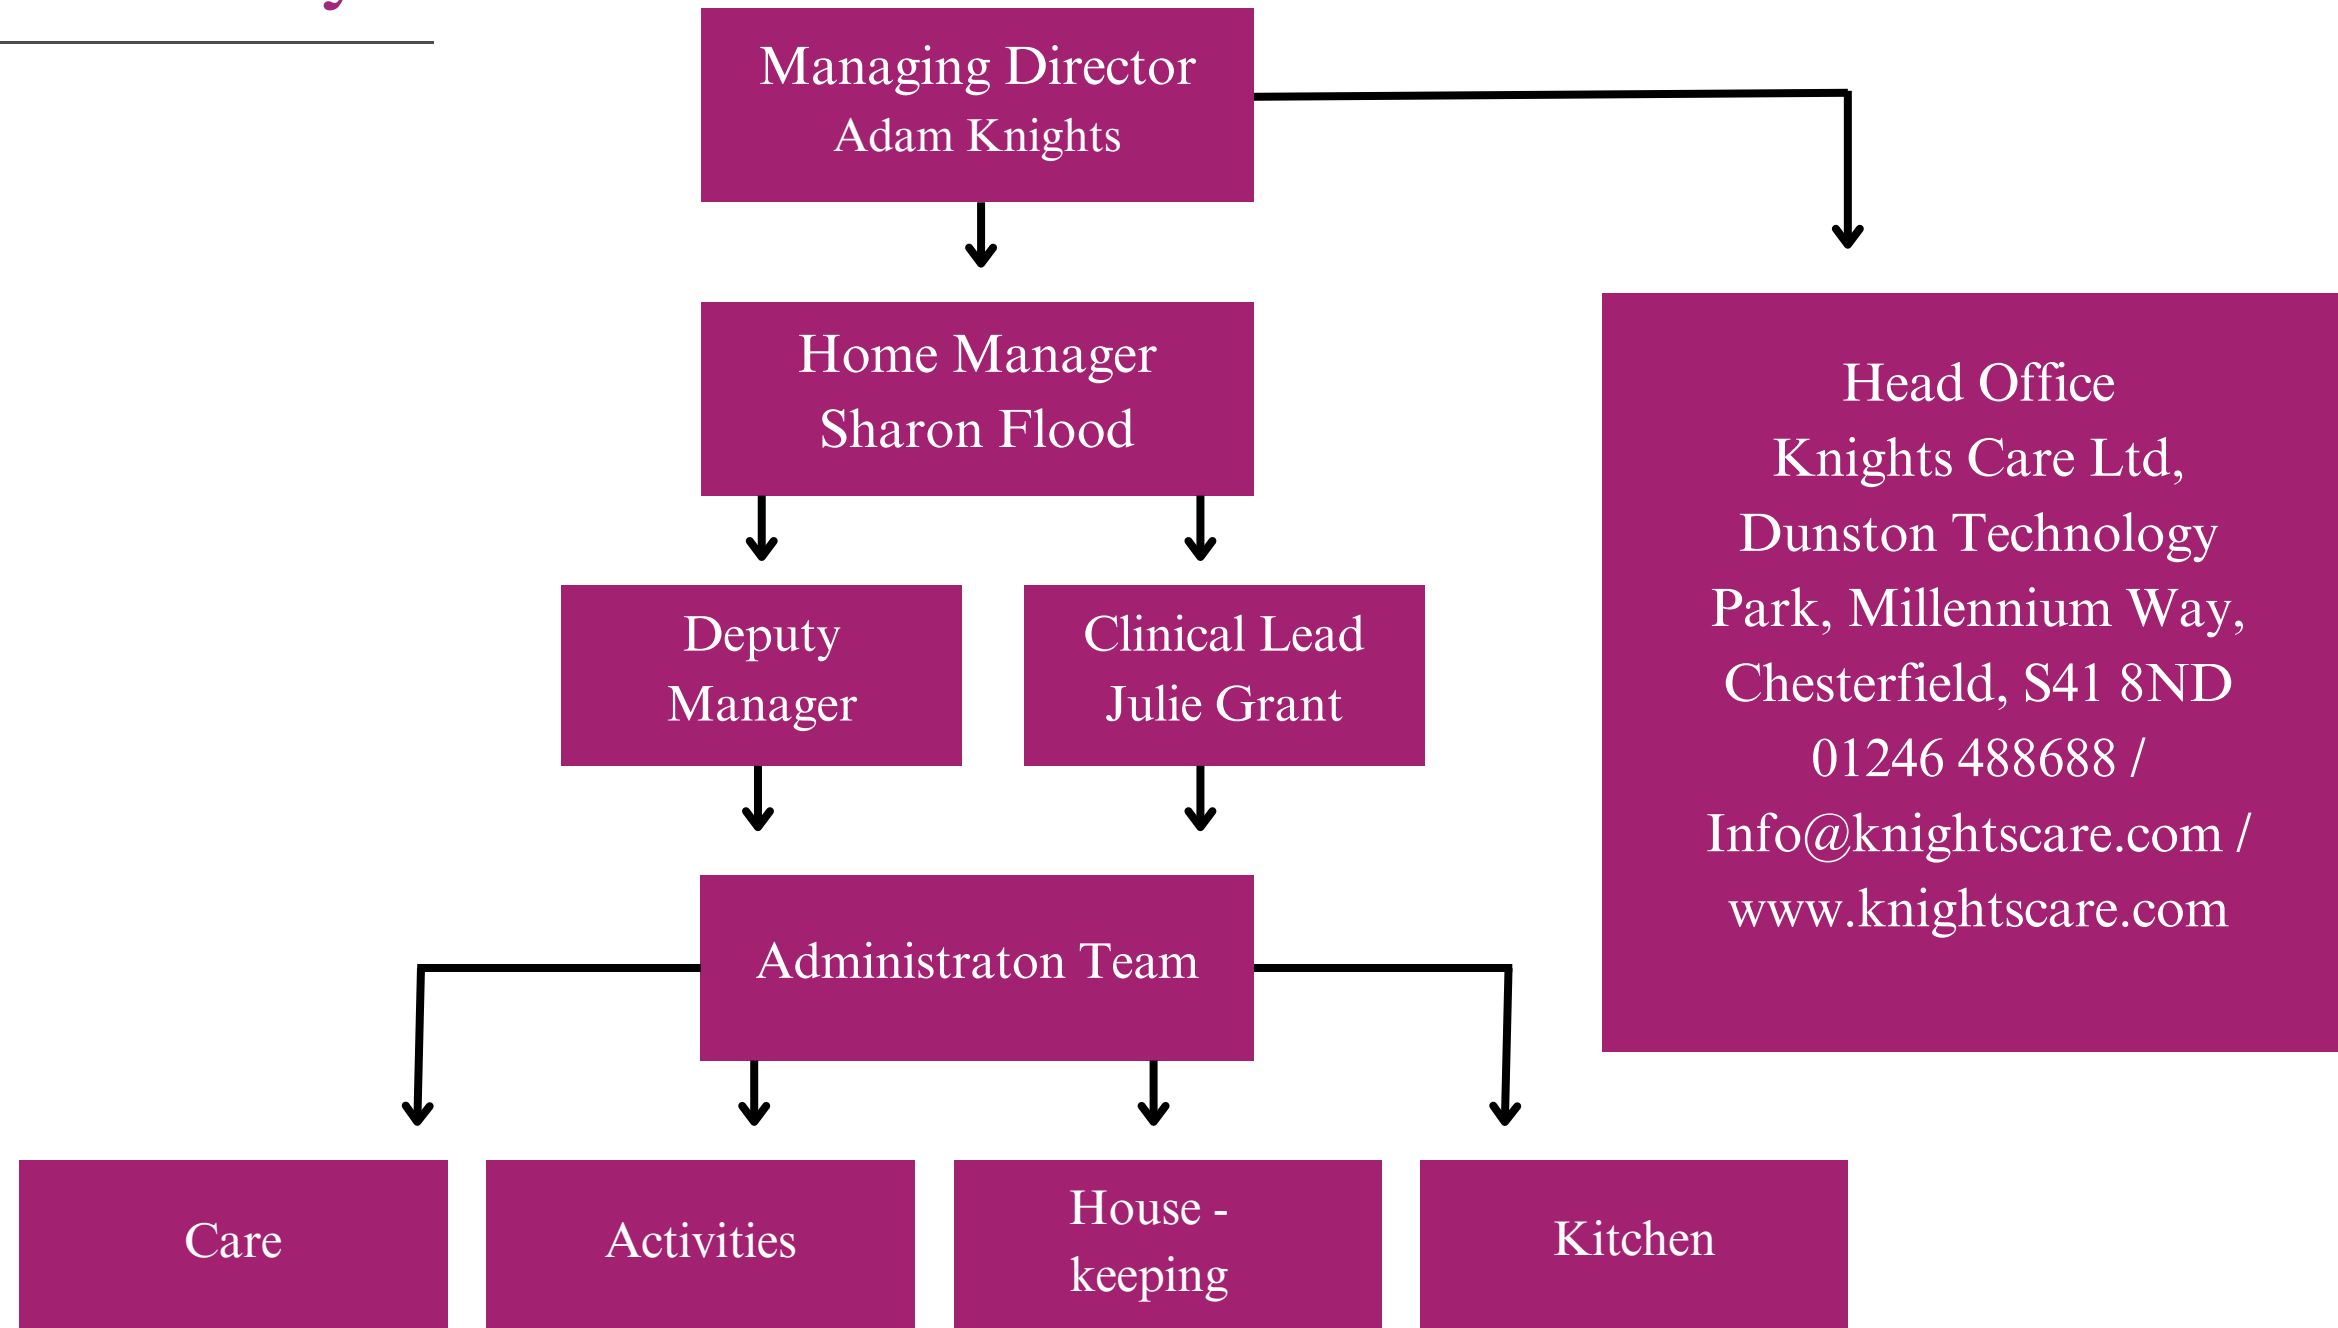 Managing Director
Adam Knights
Home Manager
Sharon Flood
Head Office
Knights Care Ltd,
Dunston Technology
Park, Millennium Way,
Chesterfield, S41 8ND
01246 488688 /
Info@knightscare.com /
www.knightscare.com
Deputy
Manager
Clinical Lead
Julie Grant
Administraton Team
Care
Activities
House -
keeping
Kitchen